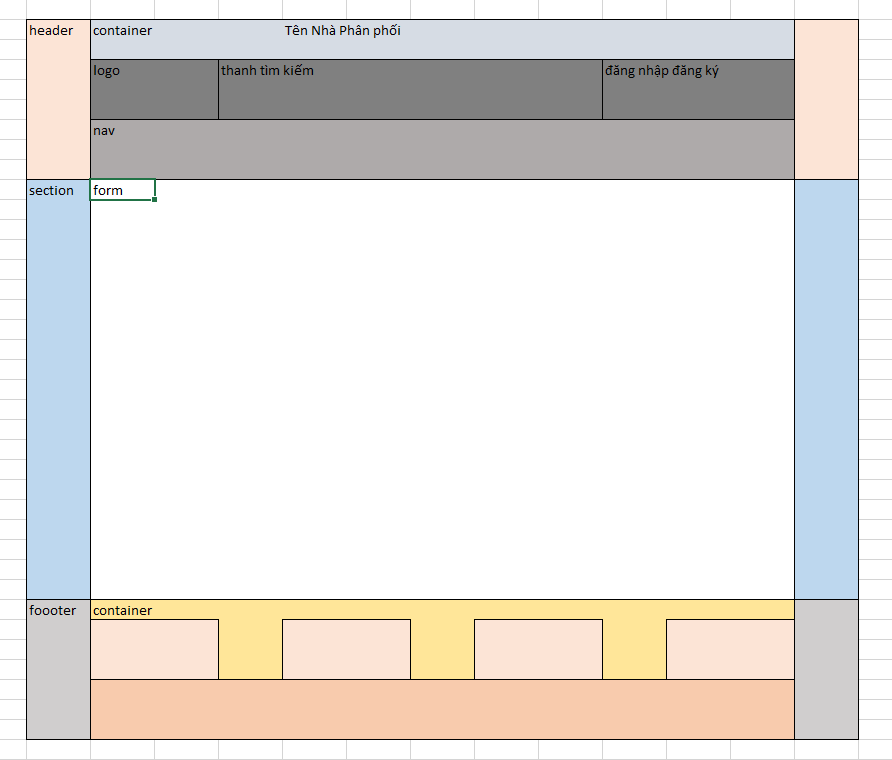 header
container
Tên Nhà Phân phối
logo
thanh tìm kiếm
đăng nhập đăng ký
nav
section
form
foooter
container